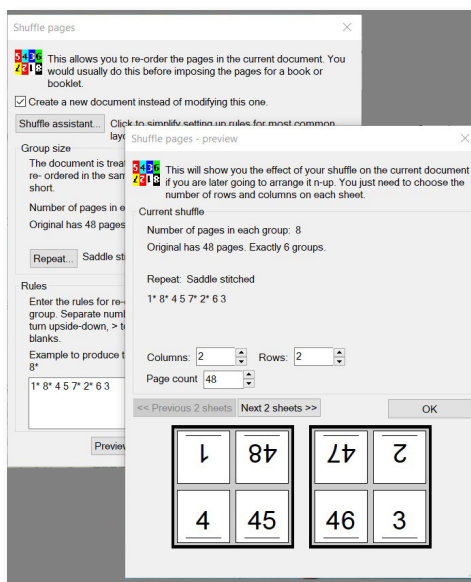 Shuffle pages
This allows you to re-order the pages in the current document. You
would usually do this before imposing the pages for a book or
booklet.
Create a new document instead of modifying this one.
Shuffle assistant... Click to simplify setting up rules for most common
Group size
The document is
re- ordered in the
short.
Number of pages in
Original has 48 pages
Repeat... Saddle
Rules
Enter the rules for
group. Separate
turn upside-down, >
blanks.
Example to produce
8*
1* 8* 4 5 7* 2* 6 3
Shuffle pages - preview
5 4 3 6
7 2 1 8
This will show you the effect of your shuffle on the current document
if you are later going to arrange it n-up. You just need to choose the
number of rows and columns on each sheet.
Current shuffle
Number of pages in each group: 8
Original has 48 pages. Exactly 6 groups.
Repeat: Saddle stitched
1* 8* 4 5 7* 2* 6 3
Columns: 2 Rows: 2
Page count 48
<< Previous 2 sheets Next 2 sheets >> OK
1 48 47 2
4 45 46 3